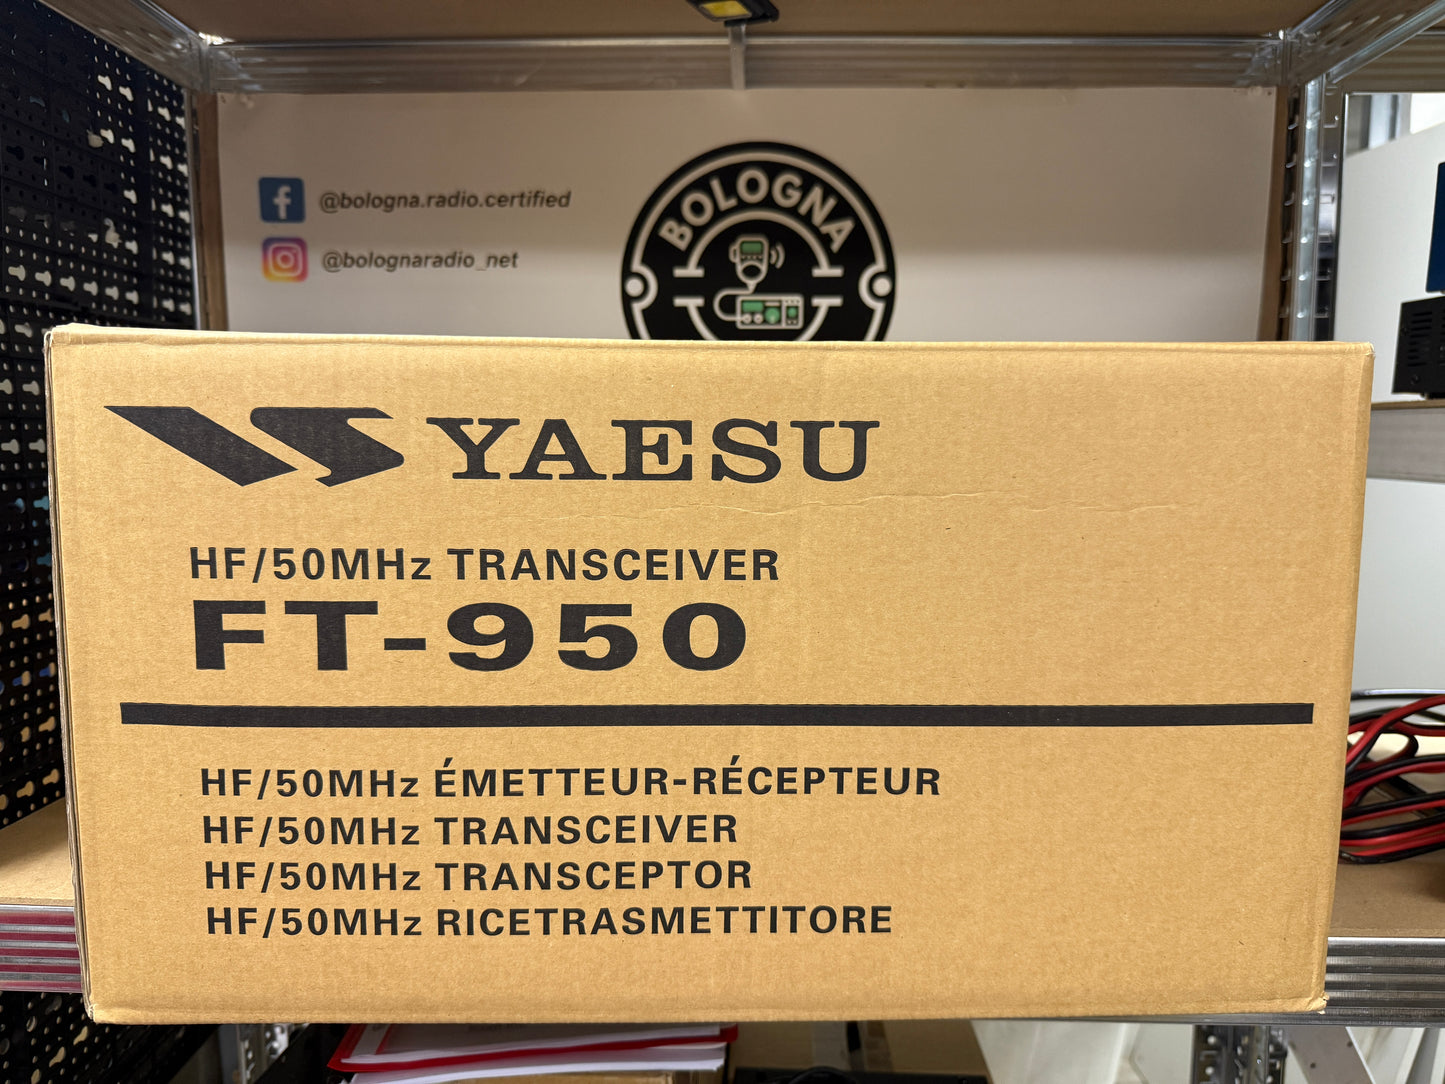 @bologna.radio.certified
@bolognaradio_net
BOLOGNA
YAESU
HF/50MHz TRANSCEIVER
FT-950
HF/50MHz ÉMETTEUR-RÉCEPTEUR
HF/50MHz TRANSCEIVER
HF/50MHz TRANSCEPTOR
HF/50MHz RICETRASMETTITORE